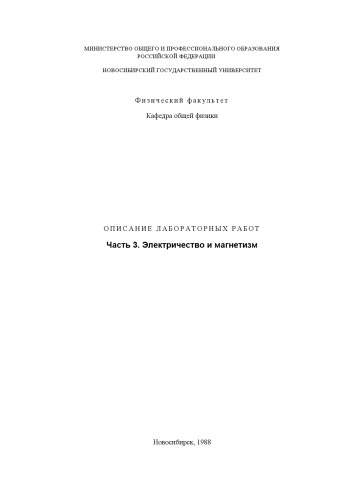 МИНИСТЕРСТВО ОБЩЕГО И ПРОФЕССИОНАЛЬНОГО ОБРАЗОВАНИЯ
РОССИЙСКОЙ ФЕДЕРАЦИИ
НОВОСИБИРСКИЙ ГОСУДАРСТВЕННЫЙ УНИВЕРСИТЕТ
Физический факультет
Кафедра общей физики
ОПИСАНИЕ ЛАБОРАТОРНЫХ РАБОТ
Часть 3. Электричество и магнетизм
Новосибирск, 1988